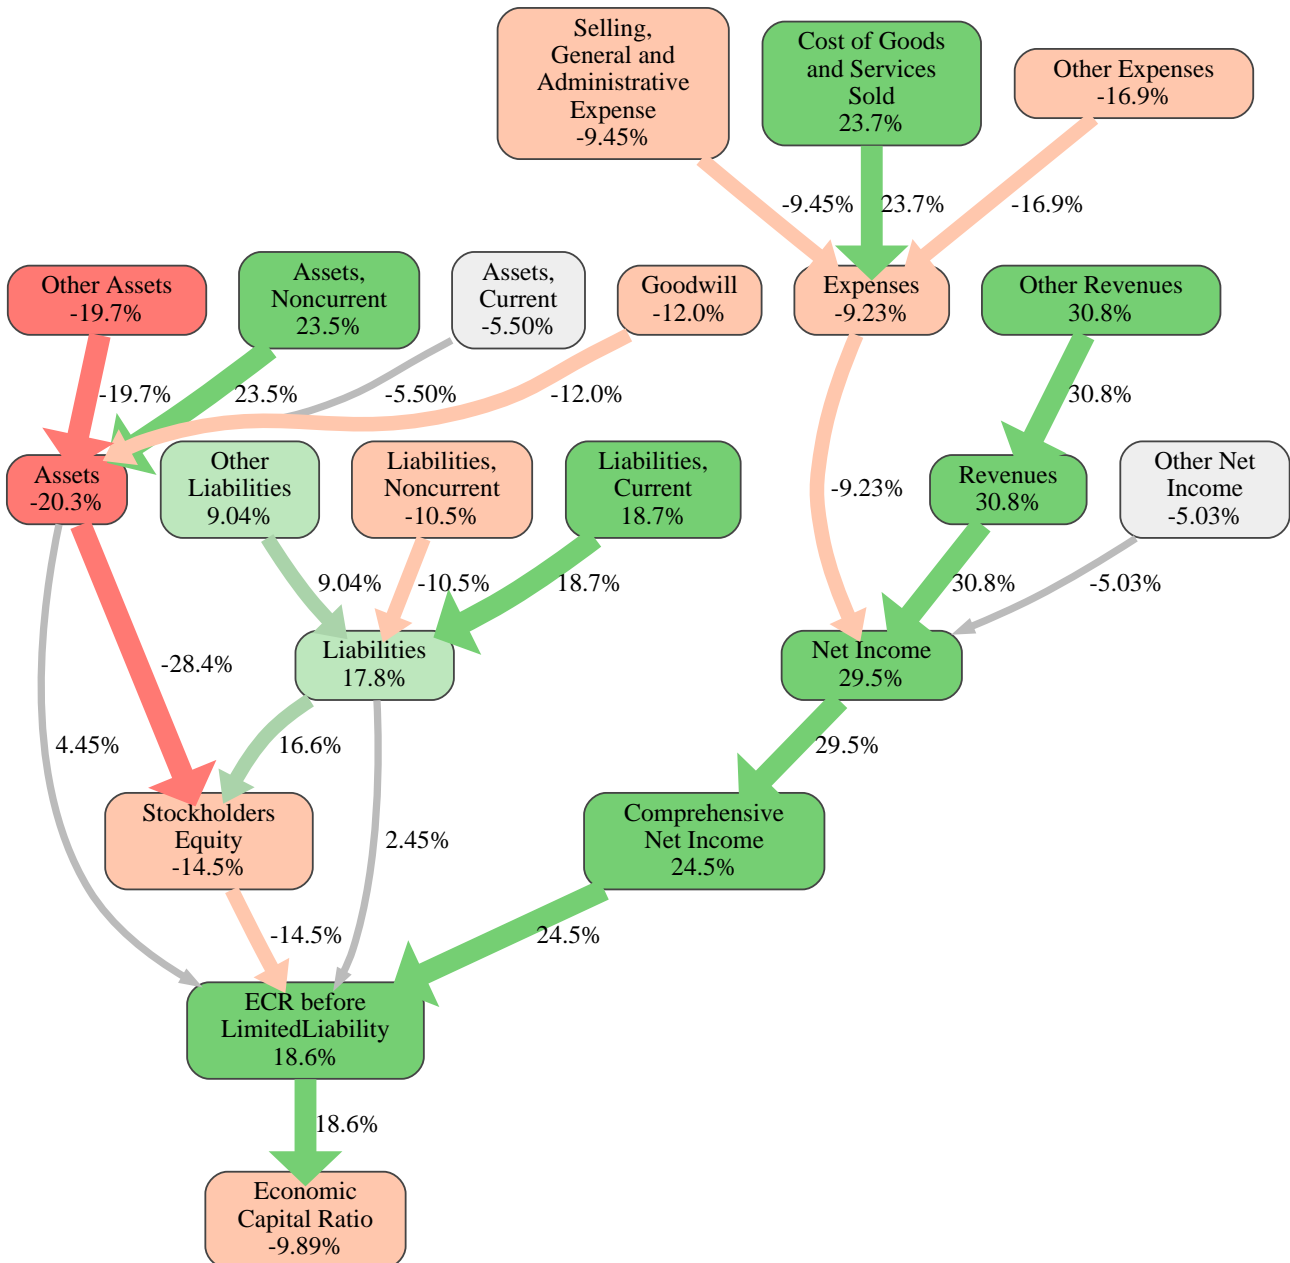 Selling,
General and
Administrative
Expense
-9.45%
Cost of Goods
and Services
Sold
23.7%
Other Expenses
-16.9%
-9.45%
23.7%
-16.9%
Other Assets
-19.7%
Assets,
Noncurrent
23.5%
Assets,
Current
-5.50%
Goodwill
-12.0%
Expenses
-9.23%
Other Revenues
30.8%
-19.7%
23.5%
-5.50%
-12.0%
30.8%
Assets
-20.3%
Other
Liabilities
9.04%
Liabilities,
Noncurrent
-10.5%
Liabilities,
Current
18.7%
-9.23%
Revenues
30.8%
Other Net
Income
-5.03%
9.04%
-10.5%
18.7%
30.8%
-5.03%
-28.4%
Liabilities
17.8%
Net Income
29.5%
4.45%
16.6%
29.5%
Stockholders
Equity
-14.5%
2.45%
Comprehensive
Net Income
24.5%
-14.5%
24.5%
ECR before
LimitedLiability
18.6%
18.6%
Economic
Capital Ratio
-9.89%